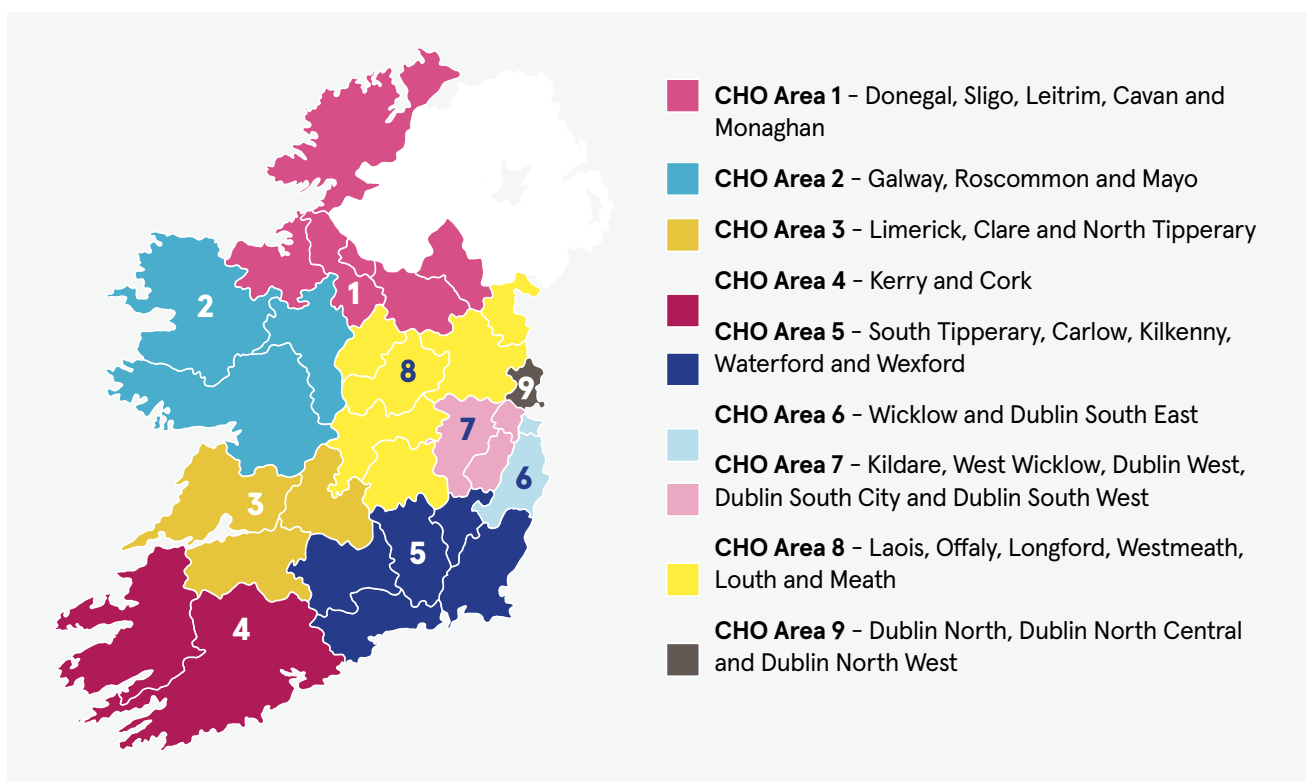 1
2
3
4
5
6
7
8
9
CHO Area 1 - Donegal, Sligo, Leitrim, Cavan and
Monaghan
CHO Area 2 - Galway, Roscommon and Mayo
CHO Area 3 - Limerick, Clare and North Tipperary
CHO Area 4 - Kerry and Cork
CHO Area 5 - South Tipperary, Carlow, Kilkenny,
Waterford and Wexford
CHO Area 6 - Wicklow and Dublin South East
CHO Area 7 - Kildare, West Wicklow, Dublin West,
Dublin South City and Dublin South West
CHO Area 8 - Laois, Offaly, Longford, Westmeath,
Louth and Meath
CHO Area 9 - Dublin North, Dublin North Central
and Dublin North West